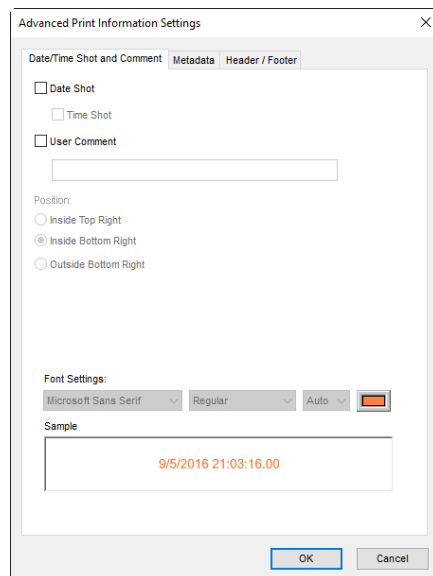 Advanced Print Information Settings
Date/Time Shot and Comment Metadata Header / Footer
Date Shot
Time Shot
User Comment
Position:
Inside Top Right
Inside Bottom Right
Outside Bottom Right
Font Settings:
Microsoft Sans Serif Regular Auto
Sample
9/5/2016 21:03:16.00
OK Cancel